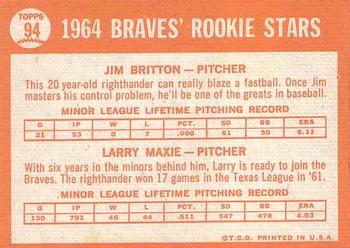 TOPPS
94
1964 BRAVES' ROOKIE STARS
JIM BRITTON — PITCHER
This 20 year-old righthander can really blaze a fastball. Once Jim
masters his control problem, he'll be one of the greats in baseball.
MINOR LEAGUE LIFETIME PITCHING RECORD
G IP W L PCT. SO BB ERA
21 53 0 7 .000 81 50 6.11
LARRY MAXIE — PITCHER
With six years in the minors behind him, Larry is ready to join the
Braves. The righthander won 17 games in the Texas League in '61.
MINOR LEAGUE LIFETIME PITCHING RECORD
G IP W L PCT. SO BB ERA
150 791 46 44 .511 547 478 4.03
©T.C.G. PRINTED IN U.S.A.